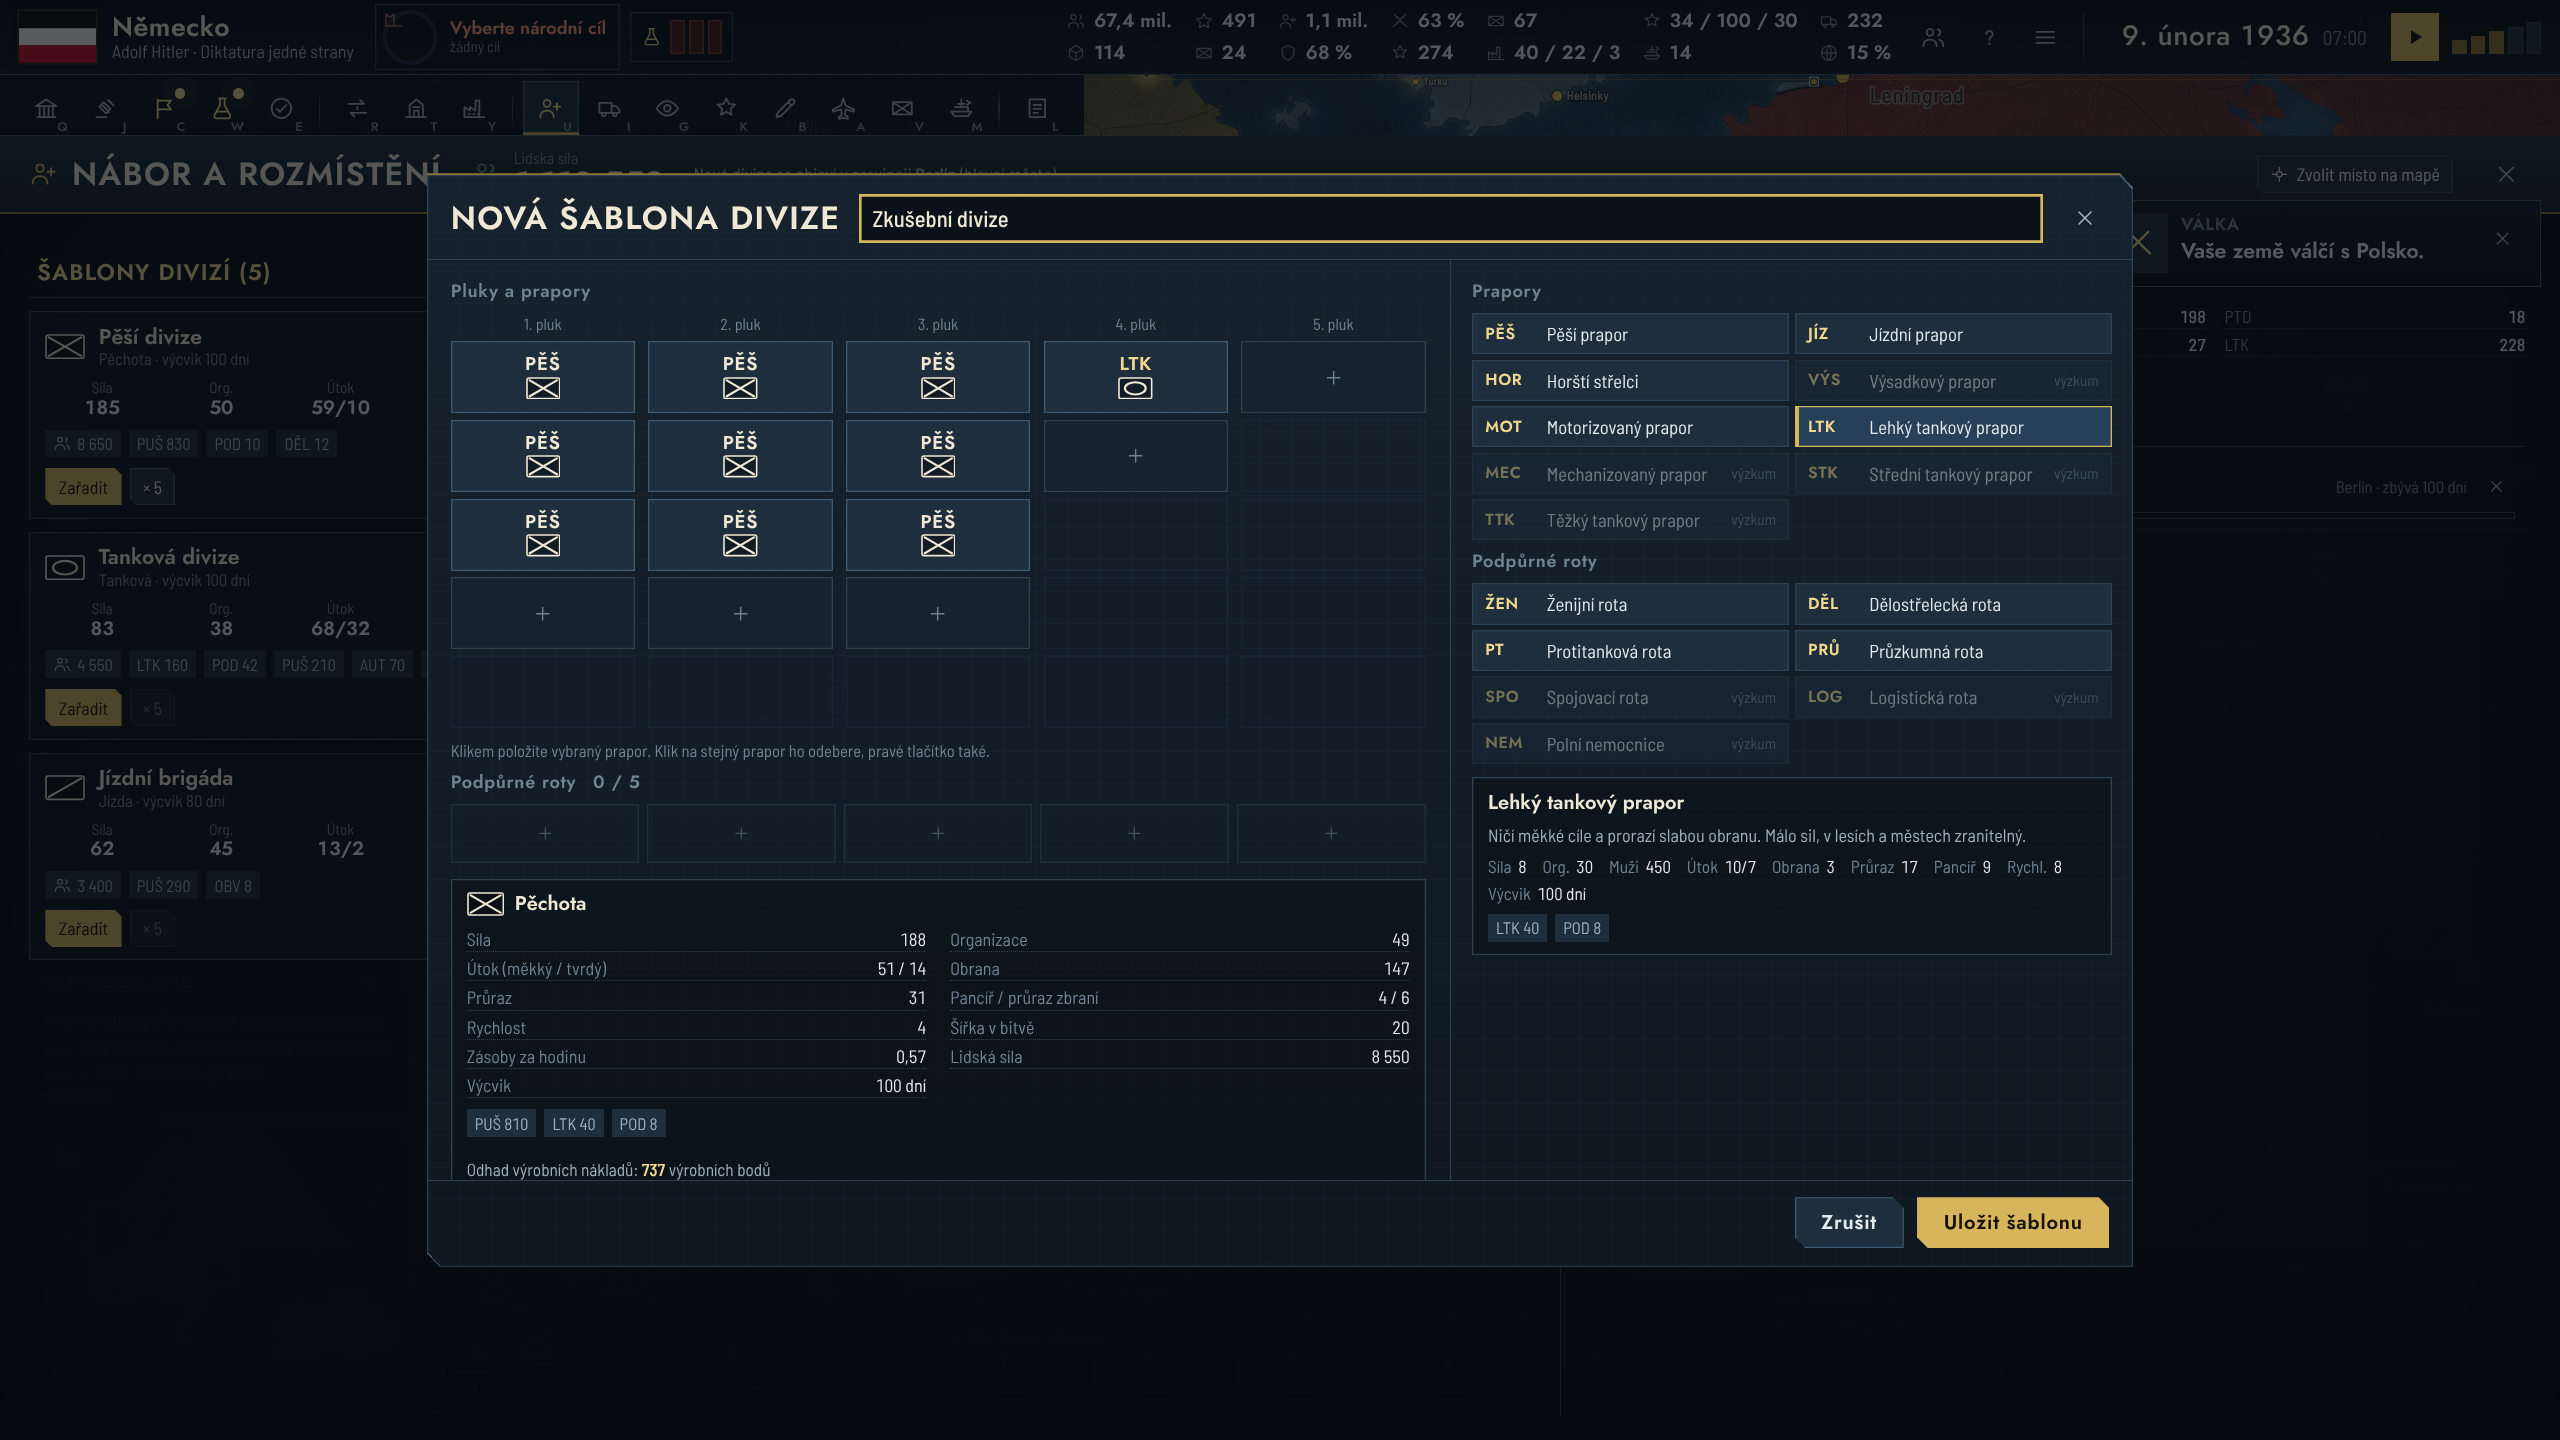 Německo
Adolf Hitler · Diktatura jedné strany
Vyberte národní cíl
žádný cíl
67,4 mil. 491 1,1 mil. 63 % 67 34 / 100 / 30 232
114 24 68 % 274 40 / 22 / 3 14 15 %
?
9. února 1936 07:00
Q J C W E R T Y U I G K B A V M L
Turku
Helsinky
Leningrad
NÁBOR A ROZMÍSTĚNÍ
Lidská síla
Zvolit místo na mapě
NOVÁ ŠABLONA DIVIZE
Zkušební divize
VÁLKA
Vaše země válčí s Polsko.
198 PTD 18
27 LTK 228
Berlín · zbývá 100 dní
ŠABLONY DIVIZÍ (5)
Pěší divize
Pěchota · výcvik 100 dní
Síla Org. Útok
185 50 59/10
8 650 PUŠ 830 POD 10 DĚL 12
Zařadit × 5
Tanková divize
Tanková · výcvik 100 dní
Síla Org. Útok
83 38 68/32
4 550 LTK 160 POD 42 PUŠ 210 AUT 70
Zařadit × 5
Jízdní brigáda
Jízda · výcvik 80 dní
Síla Org. Útok
62 45 13/2
3 400 PUŠ 290 OBV 8
Zařadit × 5
Pluky a prapory
1. pluk 2. pluk 3. pluk 4. pluk 5. pluk
PĚŠ PĚŠ PĚŠ LTK +
PĚŠ PĚŠ PĚŠ +
PĚŠ PĚŠ PĚŠ
+ + +
Klikem položíte vybraný prapor. Klik na stejný prapor ho odebere, pravé tlačítko také.
Podpůrné roty 0 / 5
+ + + + +
Pěchota
Síla 188 Organizace 49
Útok (měkký / tvrdý) 51 / 14 Obrana 147
Průraz 31 Pancíř / průraz zbraní 4 / 6
Rychlost 4 Šířka v bitvě 20
Zásoby za hodinu 0,57 Lidská síla 8 550
Výcvik 100 dní
PUŠ 810 LTK 40 POD 8
Odhad výrobních nákladů: 737 výrobních bodů
Prapory
PĚŠ Pěší prapor JÍZ Jízdní prapor
HOR Horští střelci VÝS Výsadkový prapor výzkum
MOT Motorizovaný prapor LTK Lehký tankový prapor
MEC Mechanizovaný prapor výzkum STK Střední tankový prapor výzkum
TTK Těžký tankový prapor výzkum
Podpůrné roty
ŽEN Ženijní rota DĚL Dělostřelecká rota
PT Protitanková rota PRŮ Průzkumná rota
SPO Spojovací rota výzkum LOG Logistická rota výzkum
NEM Polní nemocnice výzkum
Lehký tankový prapor
Ničí měkké cíle a prorazí slabou obranu. Málo sil, v lesích a městech zranitelný.
Síla 8 Org. 30 Muži 450 Útok 10/7 Obrana 3 Průraz 17 Pancíř 9 Rychl. 8
Výcvik 100 dní
LTK 40 POD 8
Zrušit Uložit šablonu